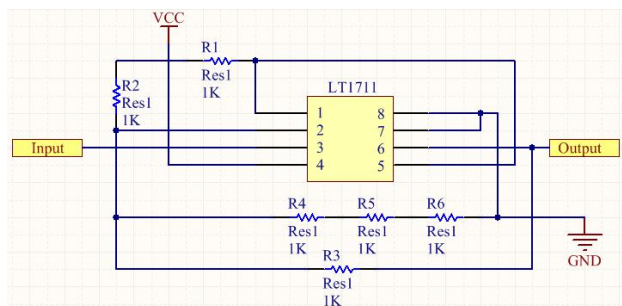 VCC
R1
Res1
1K
R2
Res1
1K
LT1711
1 8
2 7
3 6
4 5
Input
Output
R4
Res1
1K
R5
Res1
1K
R6
Res1
1K
R3
Res1
1K
GND